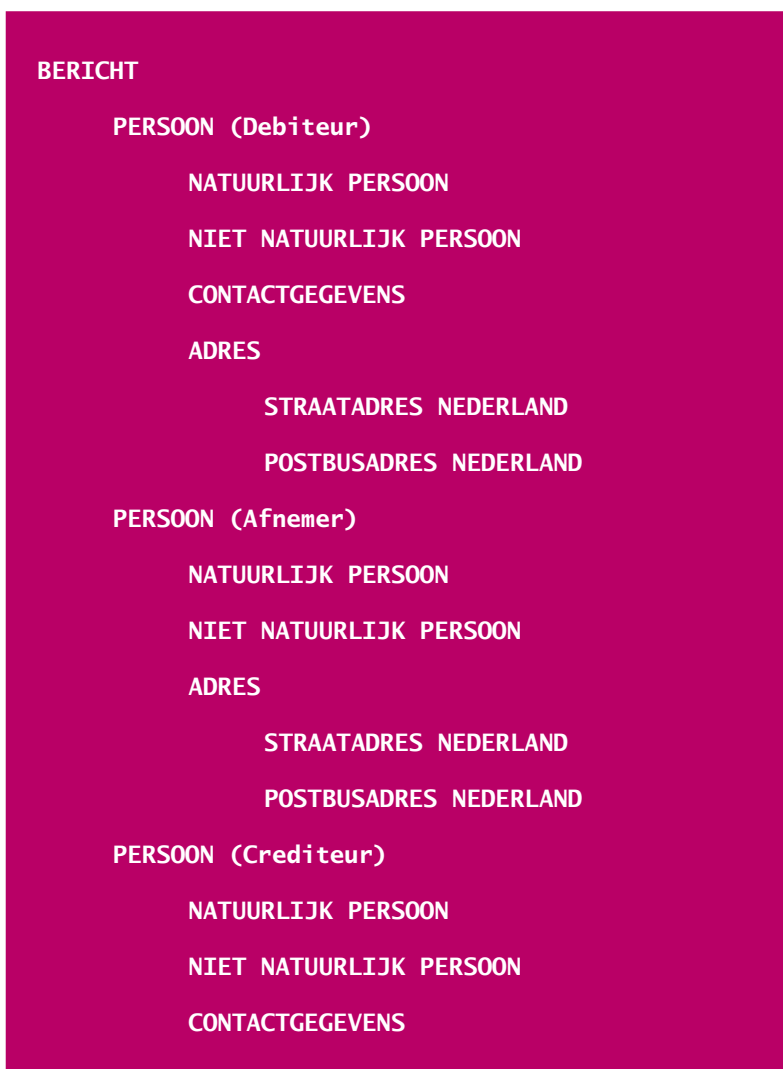 BERICHT
PERSOON (Debiteur)
NATUURLIJK PERSOON
NIET NATUURLIJK PERSOON
CONTACTGEGEVENS
ADRES
STRAATADRES NEDERLAND
POSTBUSADRES NEDERLAND
PERSOON (Afnemer)
NATUURLIJK PERSOON
NIET NATUURLIJK PERSOON
ADRES
STRAATADRES NEDERLAND
POSTBUSADRES NEDERLAND
PERSOON (Crediteur)
NATUURLIJK PERSOON
NIET NATUURLIJK PERSOON
CONTACTGEGEVENS